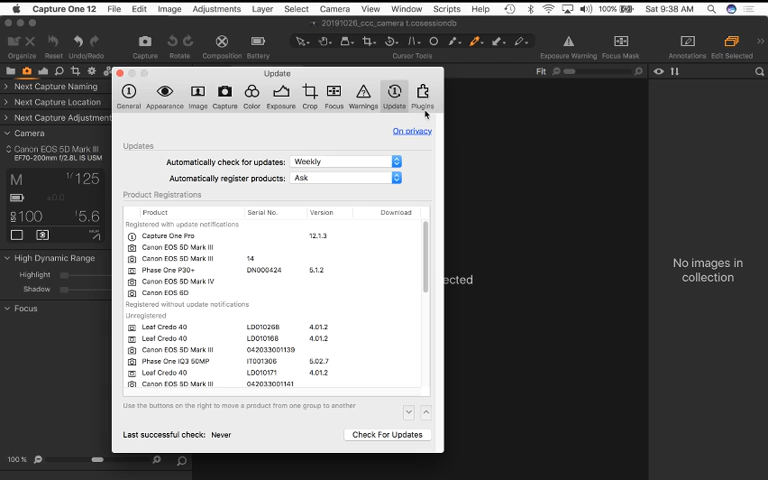 Capture One 12 File Edit Image Adjustments Layer Select Camera View Window Scripts Help 100% Sat 9:38 AM
20191026_ccc_camera t.cosessiondb
Organize Reset Undo/Redo Capture Rotate Composition Battery Cursor Tools Exposure Warning Focus Mask Annotations Edit Selected
Fit
Next Capture Naming
Next Capture Location
Next Capture Adjustment
Camera
Canon EOS 5D Mark III
EF70-200mm f/2.8L IS USM
M 1/125
±0.0
ISO 100 5.6
High Dynamic Range
Highlight
Shadow
Focus
100 %
Update
General Appearance Image Capture Color Exposure Crop Focus Warnings Update Plugins
On privacy
Updates
Automatically check for updates: Weekly
Automatically register products: Ask
Product Registrations
Product Serial No. Version Download
Registered with update notifications
Capture One Pro 12.1.3
Canon EOS 5D Mark III
Canon EOS 5D Mark III 14
Phase One P30+ DN000424 5.1.2
Canon EOS 5D Mark IV
Canon EOS 6D
Registered without update notifications
Unregistered
Leaf Credo 40 LD010268 4.01.2
Leaf Credo 40 LD010168 4.01.2
Canon EOS 5D Mark III 042033001139
Phase One IQ3 50MP IT001306 5.02.7
Leaf Credo 40 LD010171 4.01.2
Canon EOS 5D Mark III 042033001141
Use the buttons on the right to move a product from one group to another
Last successful check: Never
Check For Updates
ected
No images in
collection